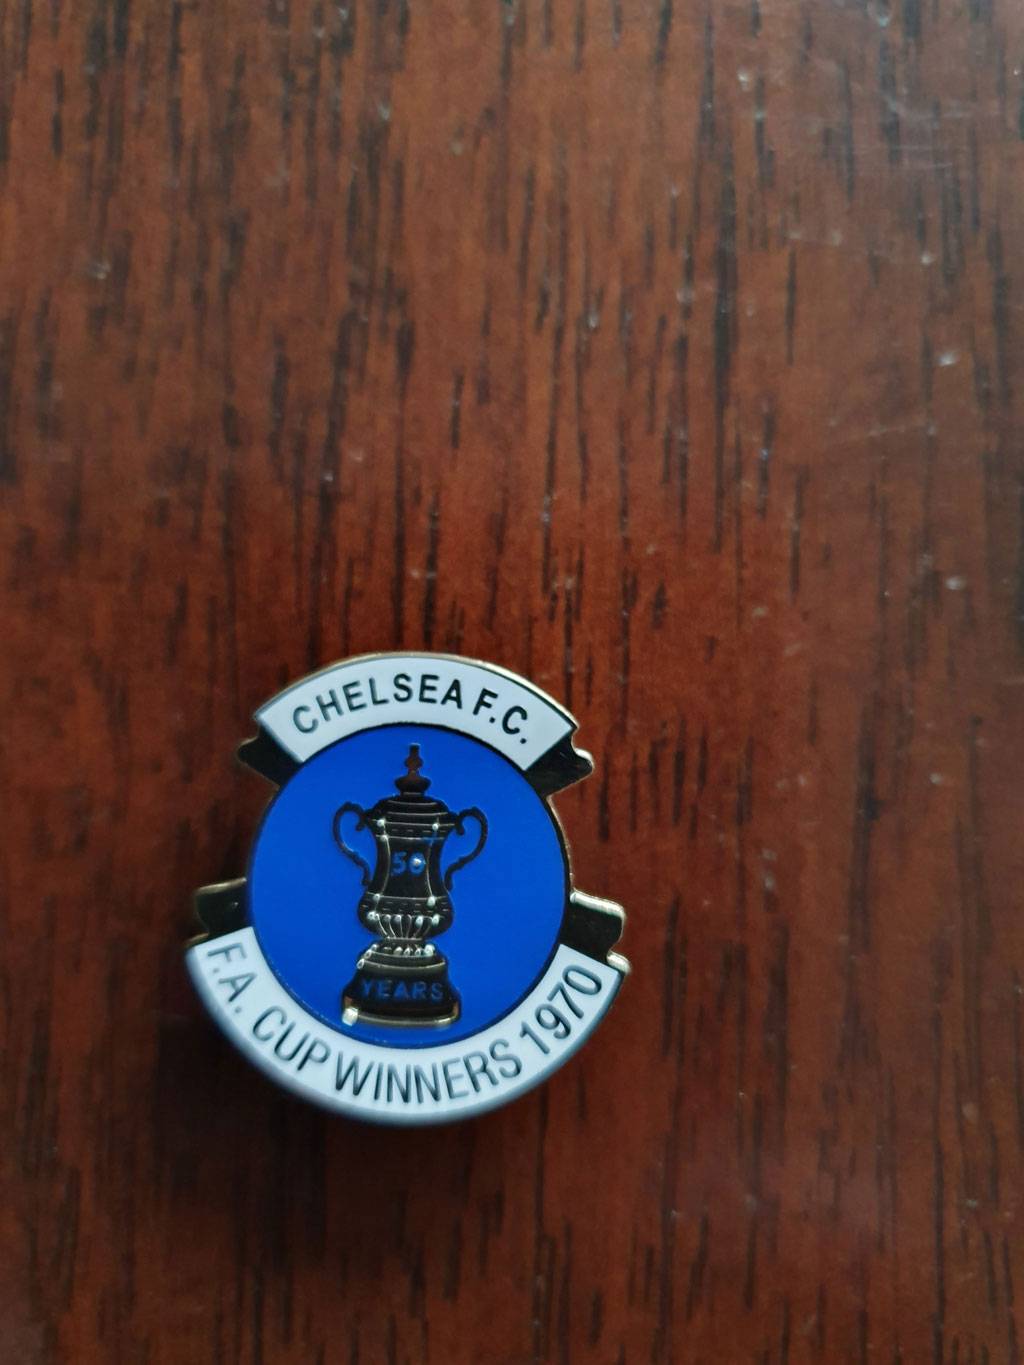 CHELSEA F.C.
50
YEARS
F.A. CUP WINNERS 1970